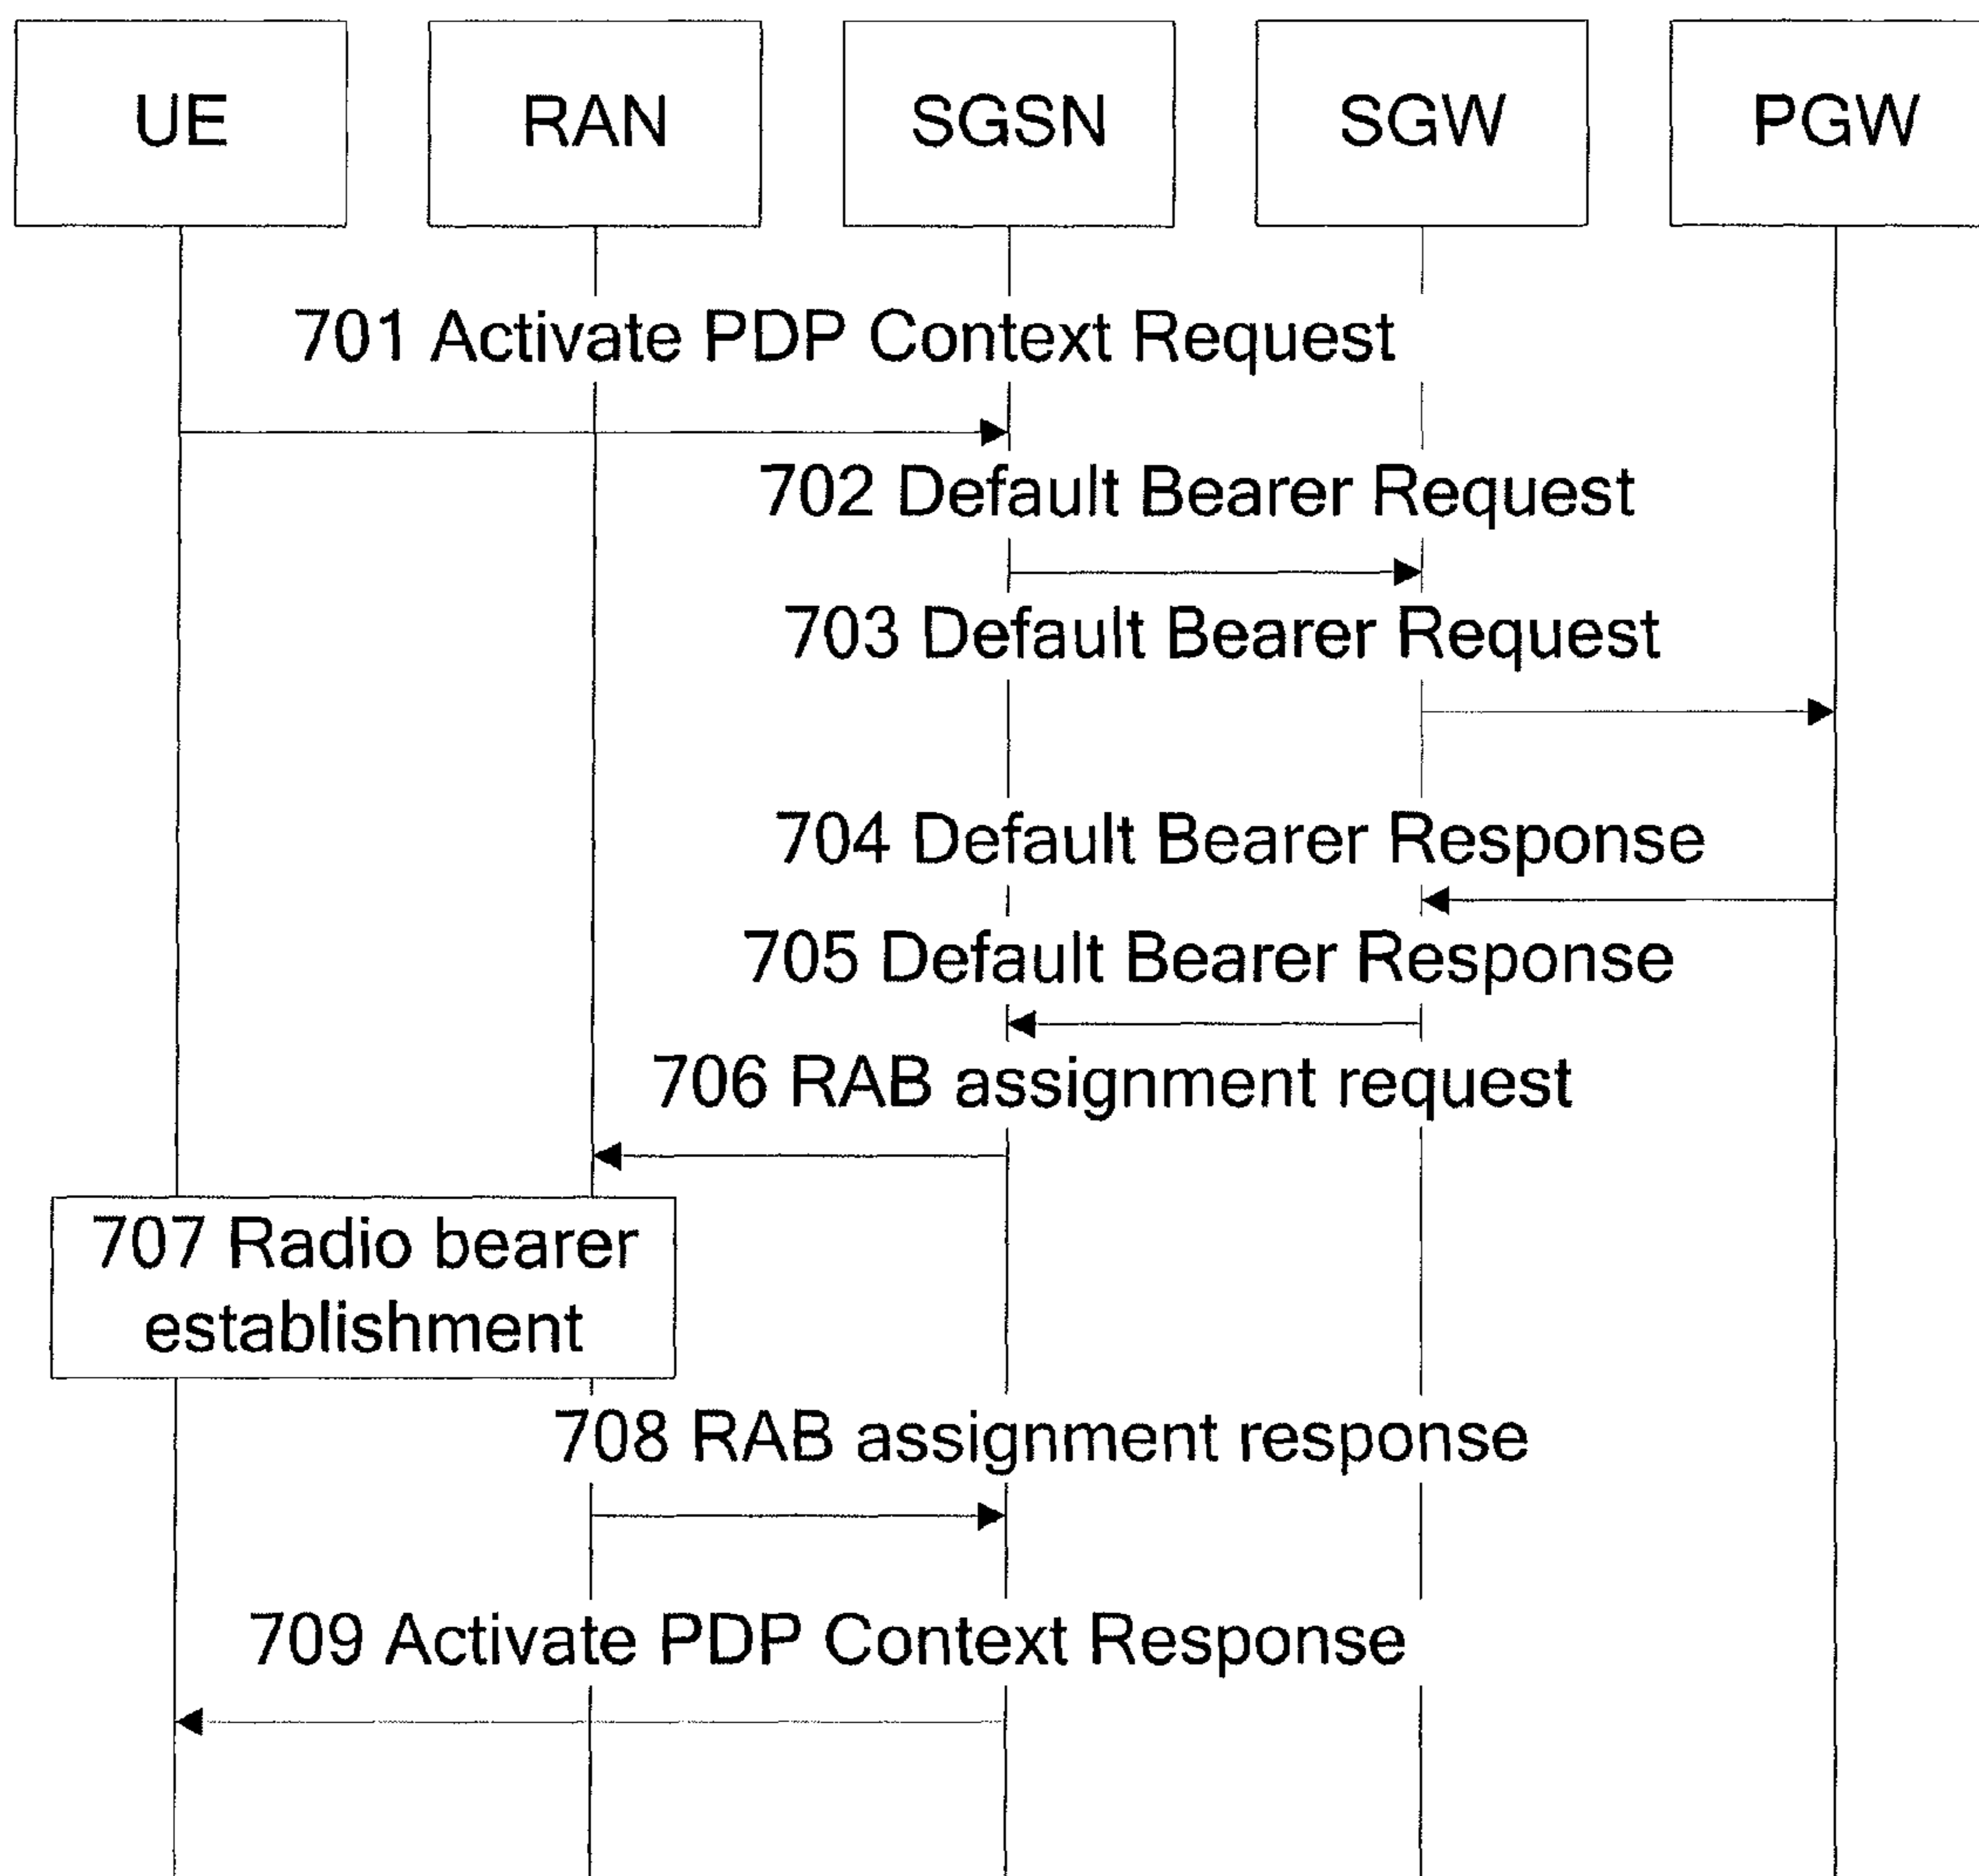 UE
RAN
SGSN
SGW
PGW
701 Activate PDP Context Request
702 Default Bearer Request
703 Default Bearer Request
704 Default Bearer Response
705 Default Bearer Response
706 RAB assignment request
707 Radio bearer
establishment
708 RAB assignment response
709 Activate PDP Context Response